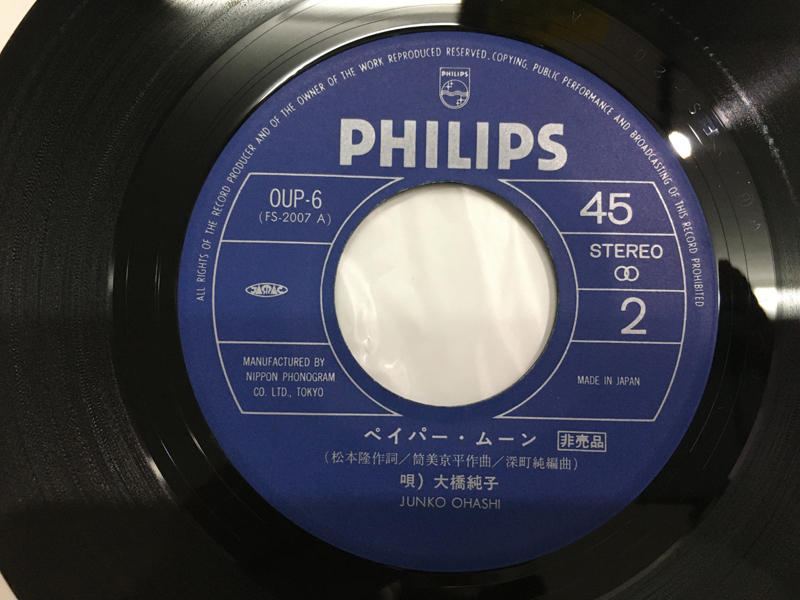 ALL RIGHTS OF THE RECORD PRODUCER AND OF THE OWNER OF THE WORK REPRODUCED RESERVED. COPYING, PUBLIC PERFORMANCE AND BROADCASTING OF THIS RECORD PROHIBITED
PHILIPS
PHILIPS
OUP-6
(FS-2007 A)
45
STEREO
2
JASRAC
MANUFACTURED BY
NIPPON PHONOGRAM
CO. LTD., TOKYO
MADE IN JAPAN
ペイパー・ムーン 非売品
(松本隆作詞/筒美京平作曲/深町純編曲)
唄) 大橋純子
JUNKO OHASHI